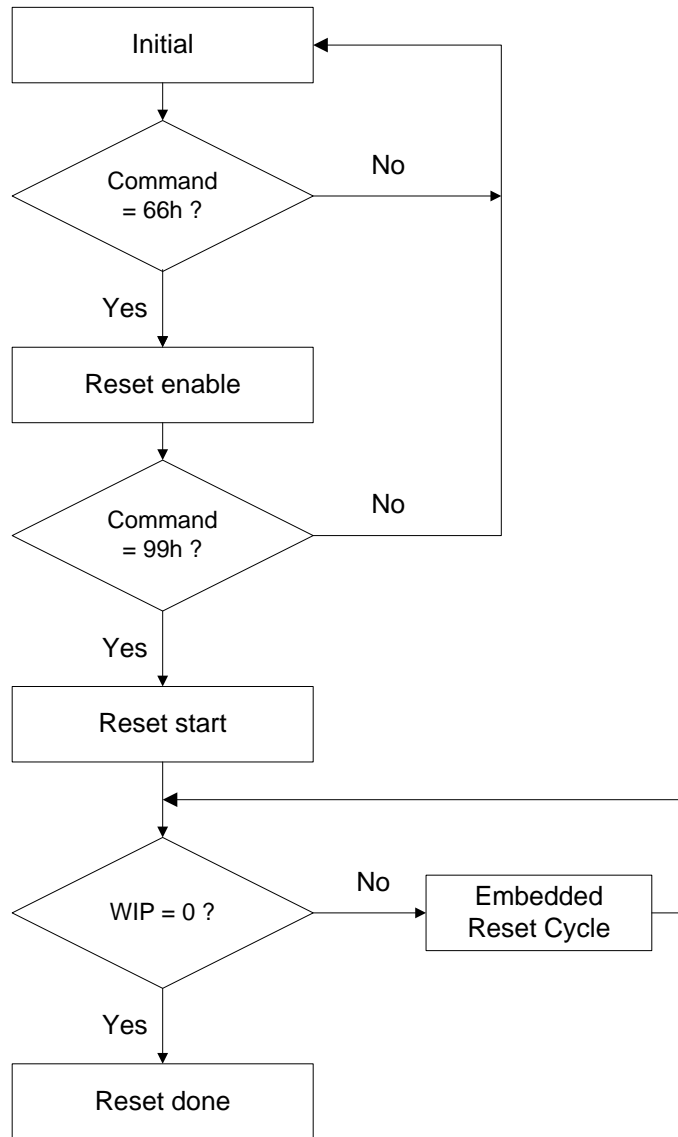 Initial
Command
= 66h ?
No
Yes
Reset enable
Command
= 99h ?
No
Yes
Reset start
WIP = 0 ?
No
Embedded
Reset Cycle
Yes
Reset done